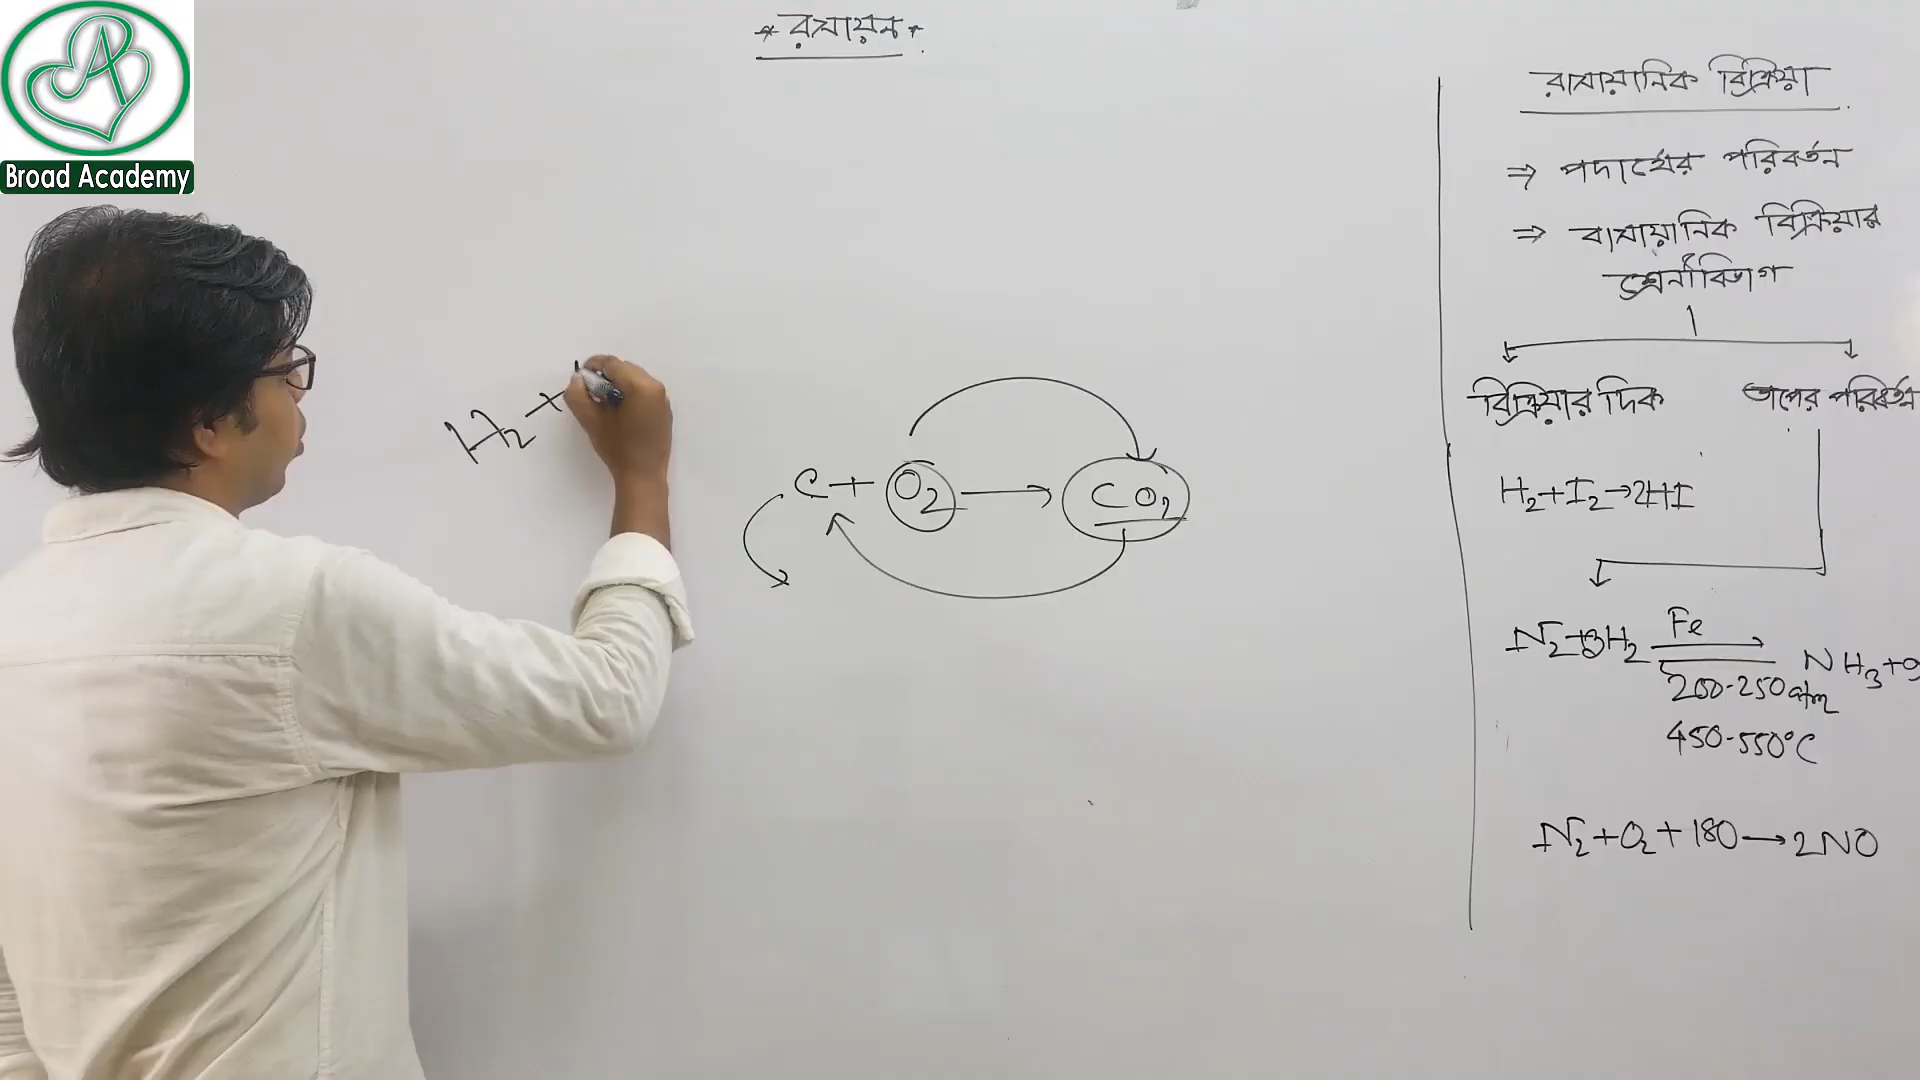 Broad Academy
* রসায়ন *
H₂ +
C + O₂ → CO₂
রাসায়ানিক বিক্রিয়া
⇒ পদার্থের পরিবর্তন
⇒ রাসায়ানিক বিক্রিয়ার
শ্রেনীবিভাগ
বিক্রিয়ার দিক তাপের পরিবর্তন
H₂+I₂→2HI
N₂+3H₂ Fe ⇌ NH₃+9
200-250atm
450-550°C
N₂+O₂+180→2NO